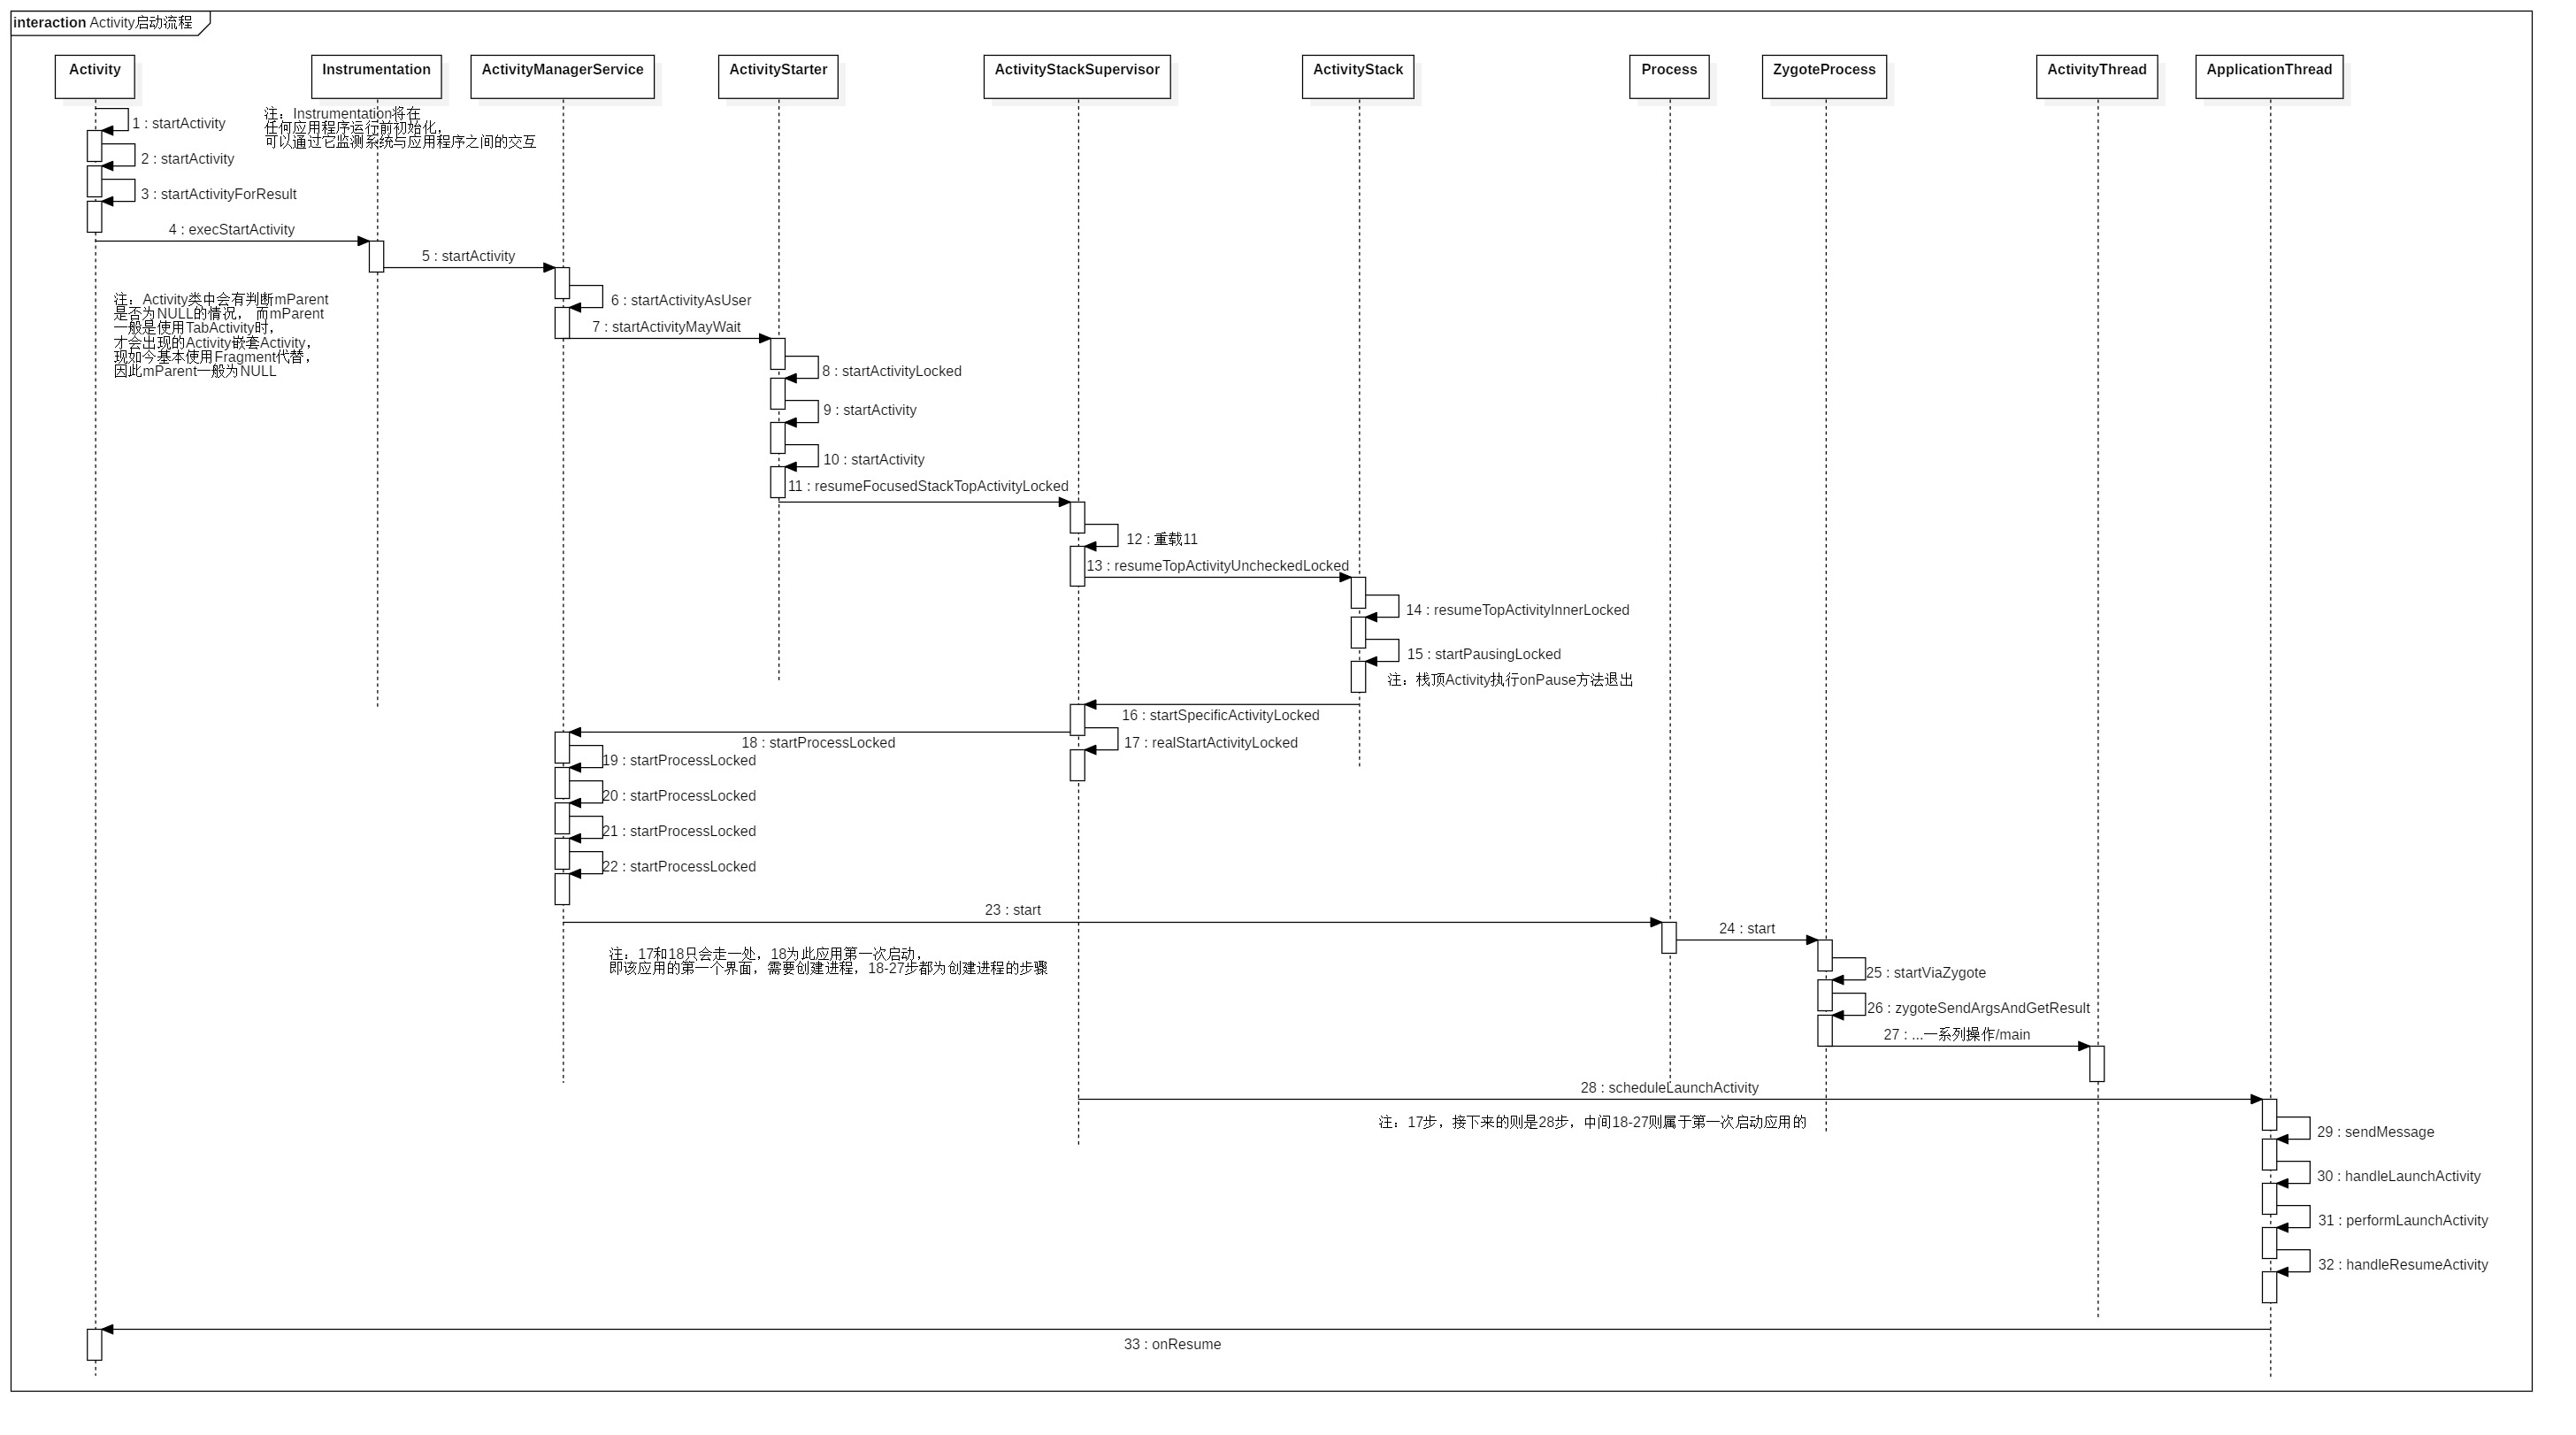 interaction Activity启动流程
Activity
Instrumentation
ActivityManagerService
ActivityStarter
ActivityStackSupervisor
ActivityStack
Process
ZygoteProcess
ActivityThread
ApplicationThread
1 : startActivity
注：Instrumentation将在
任何应用程序运行前初始化，
可以通过它监测系统与应用程序之间的交互
2 : startActivity
3 : startActivityForResult
4 : execStartActivity
5 : startActivity
注：Activity类中会有判断mParent
是否为NULL的情况， 而mParent
一般是使用TabActivity时，
才会出现的Activity嵌套Activity，
现如今基本使用Fragment代替，
因此mParent一般为NULL
6 : startActivityAsUser
7 : startActivityMayWait
8 : startActivityLocked
9 : startActivity
10 : startActivity
11 : resumeFocusedStackTopActivityLocked
12 : 重载11
13 : resumeTopActivityUncheckedLocked
14 : resumeTopActivityInnerLocked
15 : startPausingLocked
注：栈顶Activity执行onPause方法退出
16 : startSpecificActivityLocked
17 : realStartActivityLocked
18 : startProcessLocked
19 : startProcessLocked
20 : startProcessLocked
21 : startProcessLocked
22 : startProcessLocked
23 : start
24 : start
注：17和18只会走一处，18为此应用第一次启动，
即该应用的第一个界面，需要创建进程，18-27步都为创建进程的步骤
25 : startViaZygote
26 : zygoteSendArgsAndGetResult
27 : ...一系列操作/main
28 : scheduleLaunchActivity
注：17步，接下来的则是28步，中间18-27则属于第一次启动应用的
29 : sendMessage
30 : handleLaunchActivity
31 : performLaunchActivity
32 : handleResumeActivity
33 : onResume